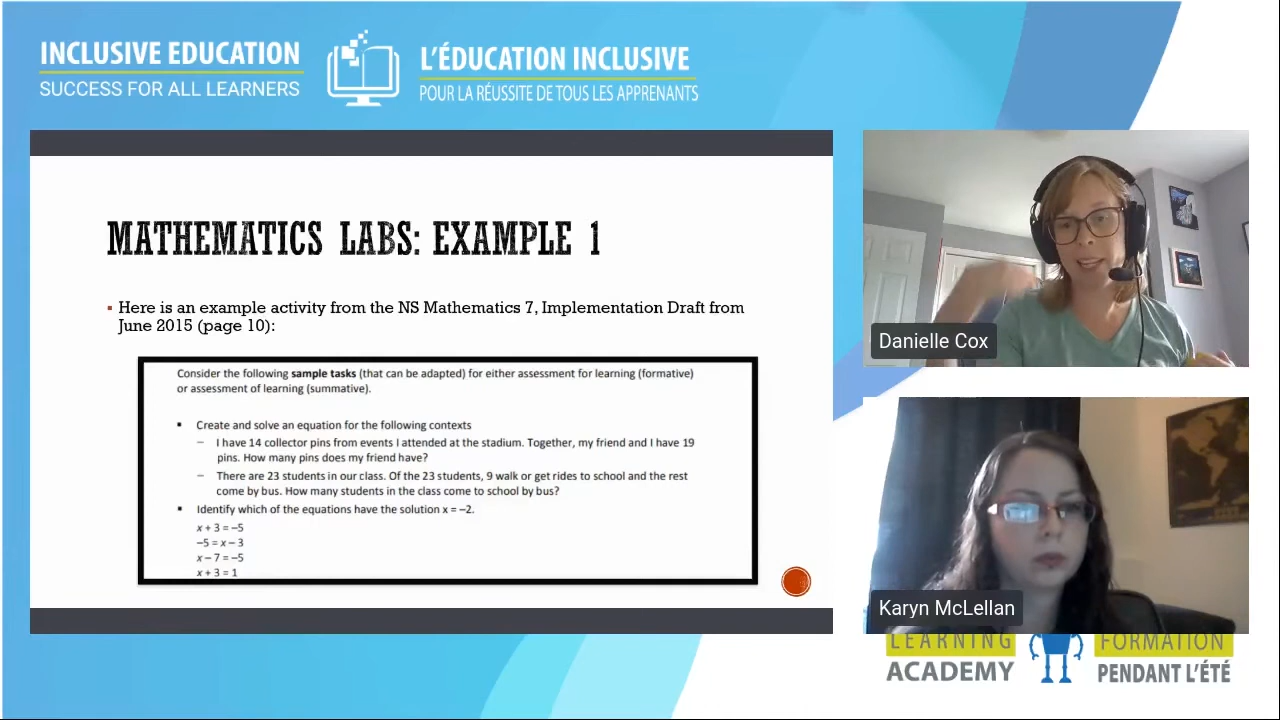 INCLUSIVE EDUCATION
SUCCESS FOR ALL LEARNERS
L'ÉDUCATION INCLUSIVE
POUR LA RÉUSSITE DE TOUS LES APPRENANTS
MATHEMATICS LABS: EXAMPLE 1
▪ Here is an example activity from the NS Mathematics 7, Implementation Draft from
June 2015 (page 10):
Consider the following sample tasks (that can be adapted) for either assessment for learning (formative)
or assessment of learning (summative).
▪ Create and solve an equation for the following contexts
– I have 14 collector pins from events I attended at the stadium. Together, my friend and I have 19
pins. How many pins does my friend have?
– There are 23 students in our class. Of the 23 students, 9 walk or get rides to school and the rest
come by bus. How many students in the class come to school by bus?
▪ Identify which of the equations have the solution x = –2.
x + 3 = –5
–5 = x – 3
x – 7 = –5
x + 3 = 1
Danielle Cox
Karyn McLellan
LEARNING
ACADEMY
FORMATION
PENDANT L'ÉTÉ